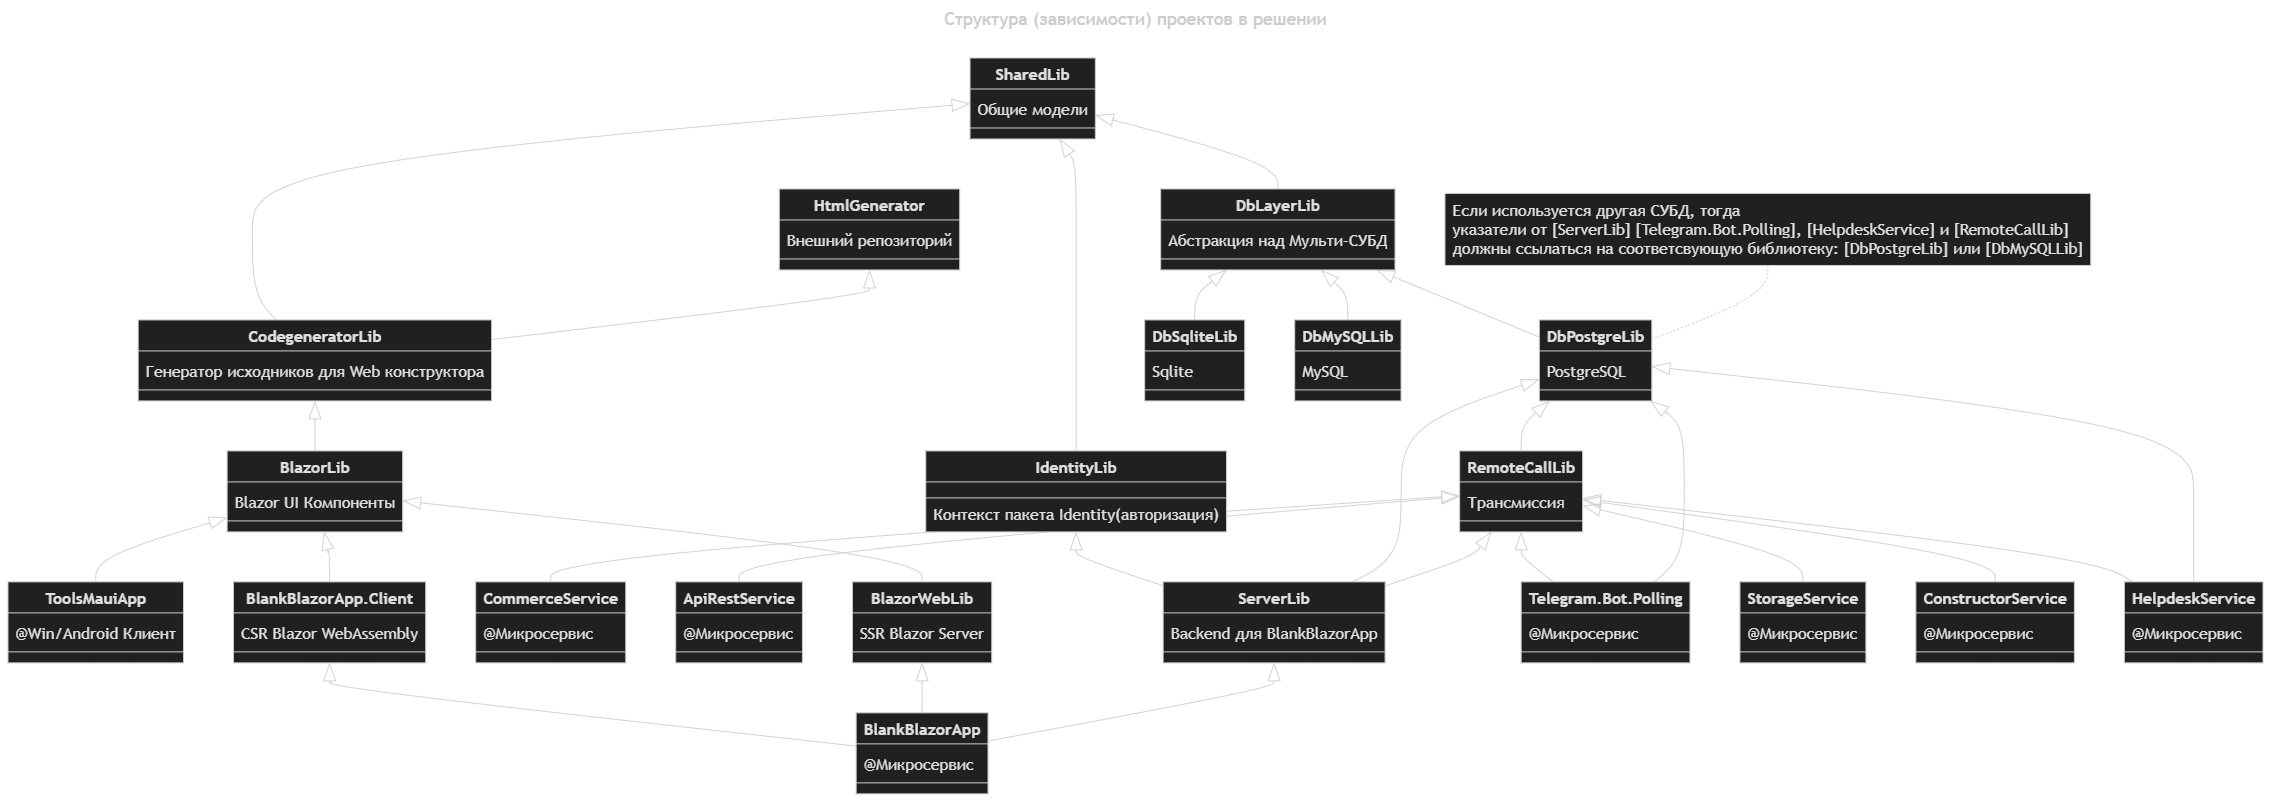 Структура (зависимости) проектов в решении
SharedLib
Общие модели
HtmlGenerator
Внешний репозиторий
DbLayerLib
Абстракция над Мульти-СУБД
Если используется другая СУБД, тогда
указатели от [ServerLib] [Telegram.Bot.Polling], [HelpdeskService] и [RemoteCallLib]
должны ссылаться на соответсвующую библиотеку: [DbPostgreLib] или [DbMySQLLib]
CodegeneratorLib
Генератор исходников для Web конструктора
DbSqliteLib
Sqlite
DbMySQLLib
MySQL
DbPostgreLib
PostgreSQL
BlazorLib
Blazor UI Компоненты
IdentityLib
Контекст пакета Identity(авторизация)
RemoteCallLib
Трансмиссия
ToolsMauiApp
@Win/Android Клиент
BlankBlazorApp.Client
CSR Blazor WebAssembly
CommerceService
@Микросервис
ApiRestService
@Микросервис
BlazorWebLib
SSR Blazor Server
ServerLib
Backend для BlankBlazorApp
Telegram.Bot.Polling
@Микросервис
StorageService
@Микросервис
ConstructorService
@Микросервис
HelpdeskService
@Микросервис
BlankBlazorApp
@Микросервис